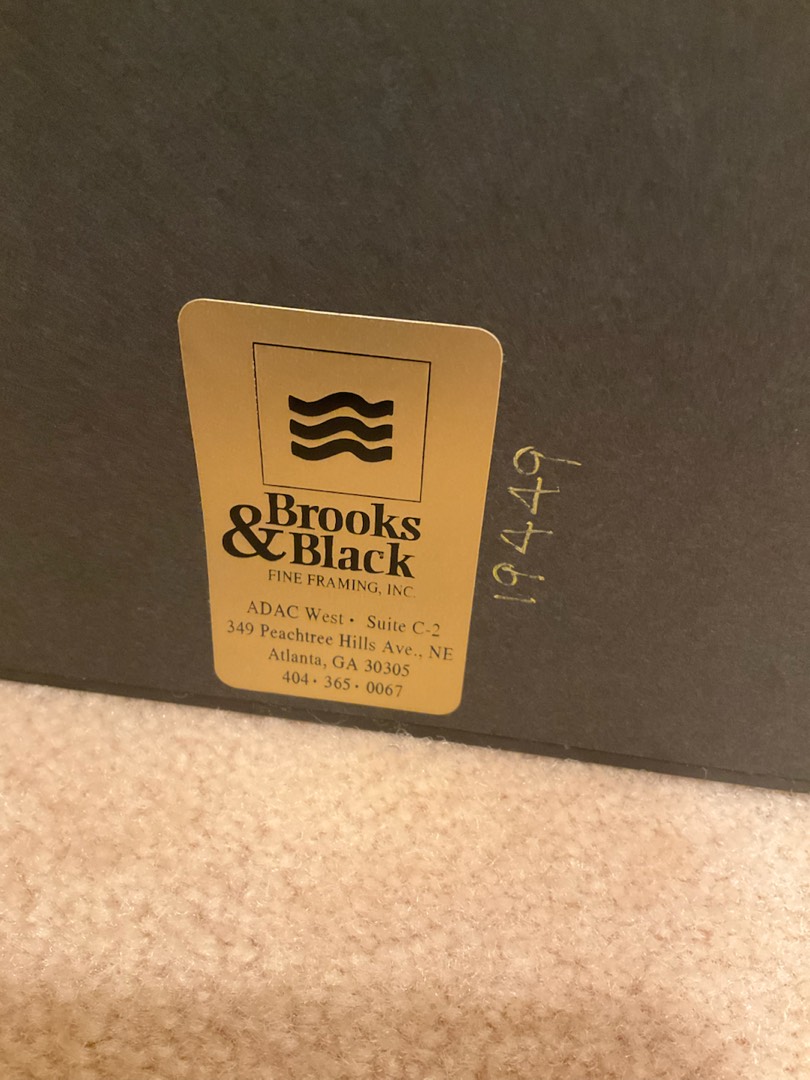 Brooks
& Black
FINE FRAMING, INC.
ADAC West • Suite C-2
349 Peachtree Hills Ave., NE
Atlanta, GA 30305
404 • 365 • 0067
19449